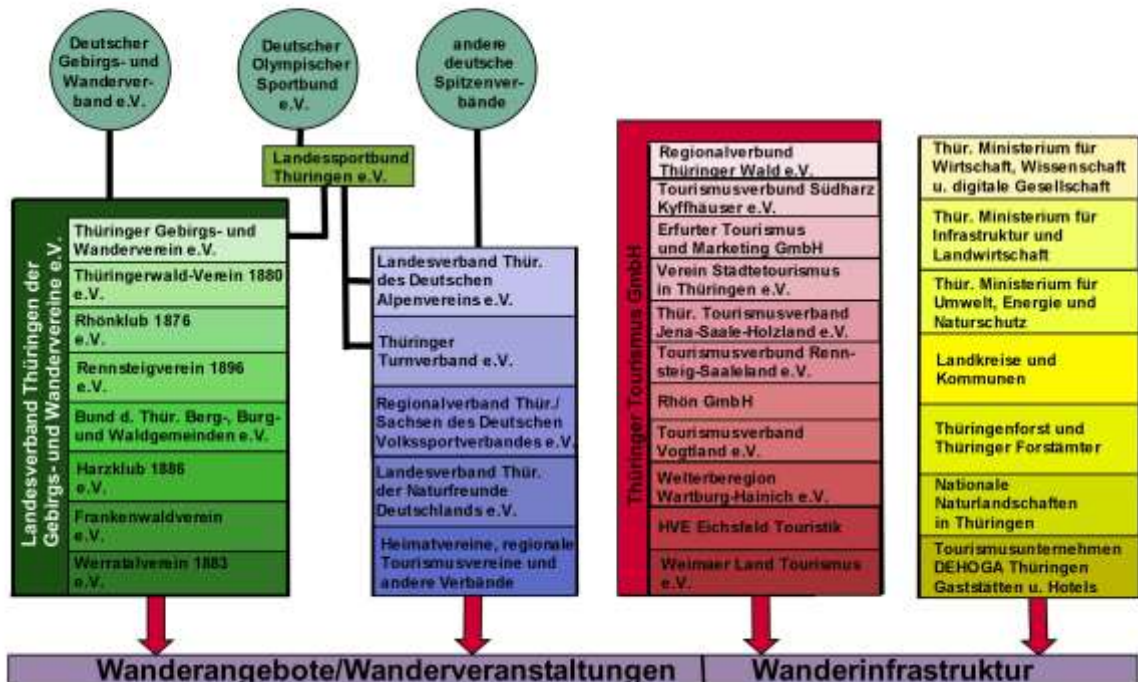 Deutscher
Gebirgs- und
Wanderver-
band e.V.
Deutscher
Olympischer
Sportbund
e.V.
andere
deutsche
Spitzenver-
bände
Landessportbund
Thüringen e.V.
Landesverband Thüringen der
Gebirgs- und Wandervereine e.V.
Thüringer Gebirgs- und
Wanderverein e.V.
Thüringerwald-Verein 1880
e.V.
Rhönklub 1876
e.V.
Rennsteigverein 1896
e.V.
Bund d. Thür. Berg-, Burg-
und Waldgemeinden e.V.
Harzklub 1886
e.V.
Frankenwaldverein
e.V.
Werratalverein 1883
e.V.
Landesverband Thür.
des Deutschen
Alpenvereins e.V.
Thüringer
Turnverband e.V.
Regionalverband Thür./
Sachsen des Deutschen
Volkssportverbandes e.V.
Landesverband Thür.
der Naturfreunde
Deutschlands e.V.
Heimatvereine, regionale
Tourismusvereine und
andere Verbände
Thüringer Tourismus GmbH
Regionalverbund
Thüringer Wald e.V.
Tourismusverbund Südharz
Kyffhäuser e.V.
Erfurter Tourismus
und Marketing GmbH
Verein Städtetourismus
in Thüringen e.V.
Thür. Tourismusverband
Jena-Saale-Holzland e.V.
Tourismusverbund Renn-
steig-Saaleland e.V.
Rhön GmbH
Tourismusverband
Vogtland e.V.
Welterberegion
Wartburg-Hainich e.V.
HVE Eichsfeld Touristik
Weimaer Land Tourismus
e.V.
Thür. Ministerium für
Wirtschaft, Wissenschaft
u. digitale Gesellschaft
Thür. Ministerium für
Infrastruktur und
Landwirtschaft
Thür. Ministerium für
Umwelt, Energie und
Naturschutz
Landkreise und
Kommunen
Thüringenforst und
Thüringer Forstämter
Nationale
Naturlandschaften
in Thüringen
Tourismusunternehmen
DEHOGA Thüringen
Gaststätten u. Hotels
Wanderangebote/Wanderveranstaltungen
Wanderinfrastruktur